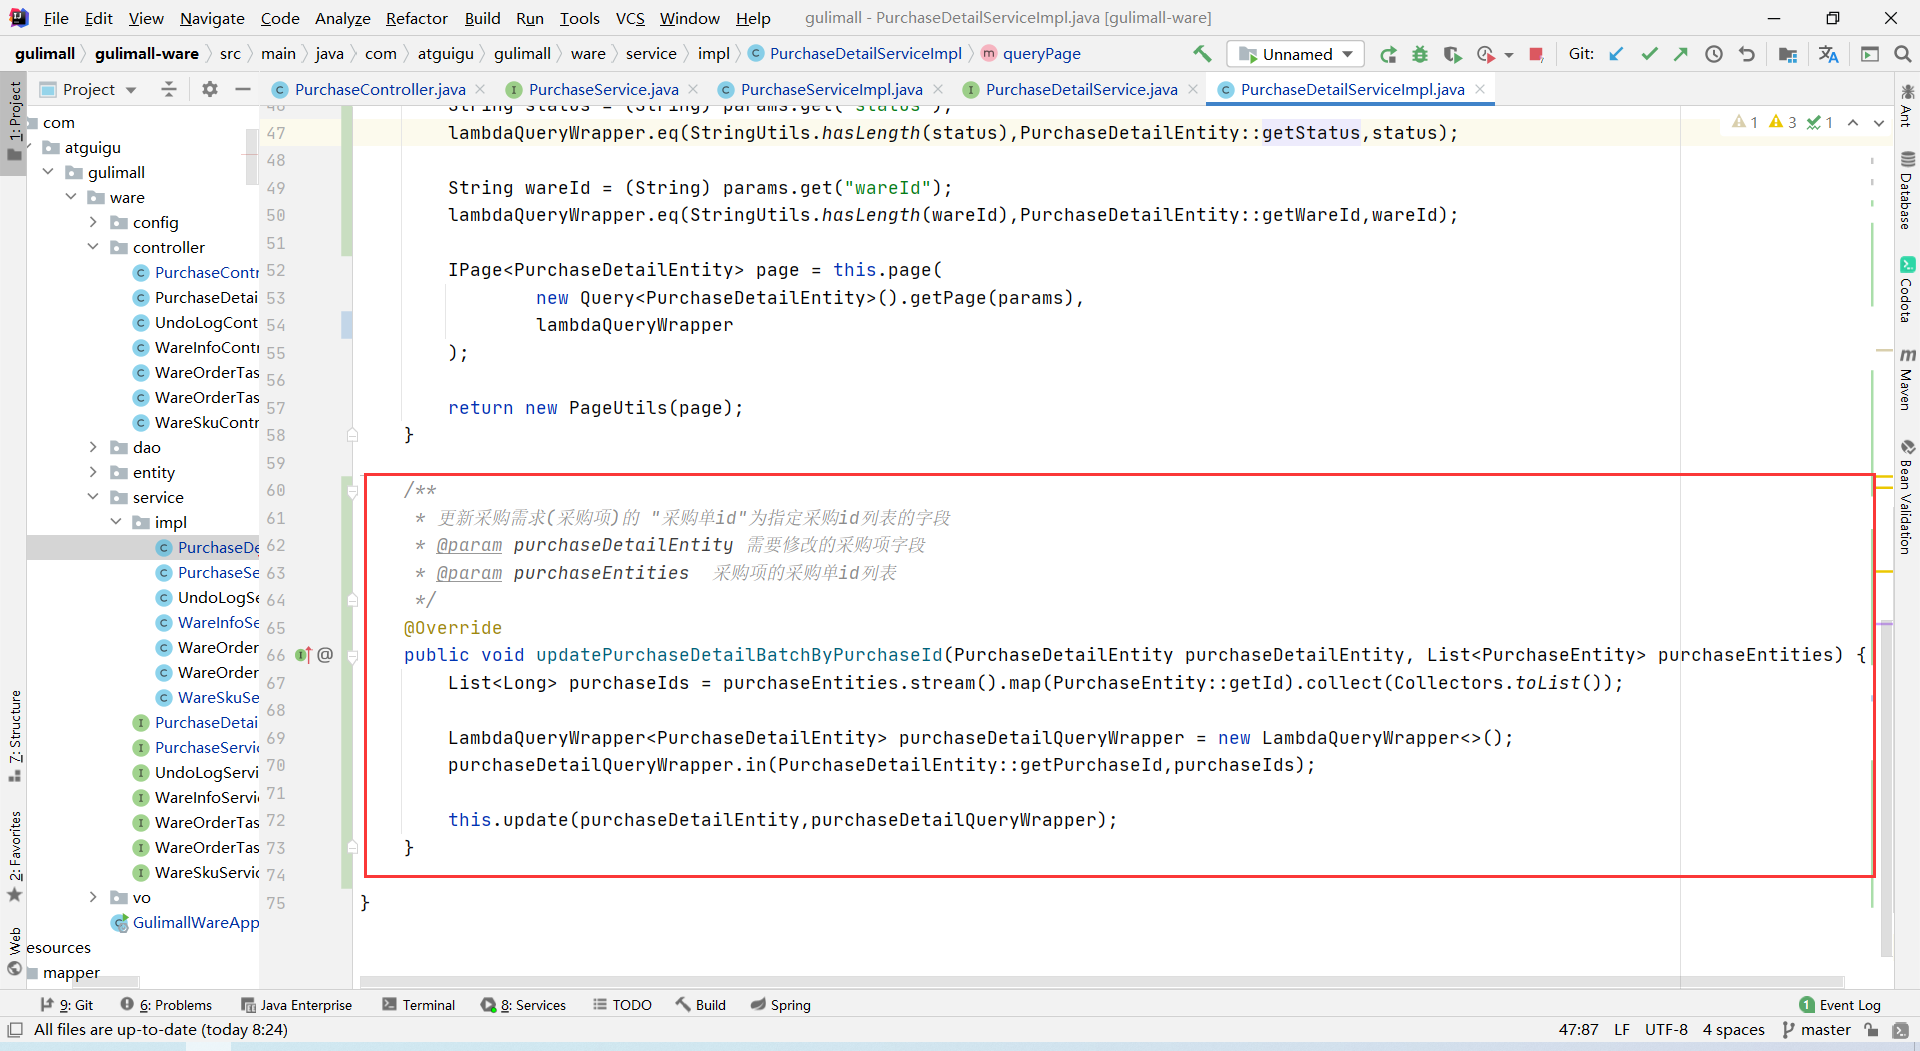 File Edit View Navigate Code Analyze Refactor Build Run Tools VCS Window Help gulimall - PurchaseDetailServiceImpl.java [gulimall-ware]
gulimall gulimall-ware src main java com atguigu gulimall ware service impl PurchaseDetailServiceImpl queryPage Unnamed Git:
Project PurchaseController.java PurchaseService.java PurchaseServiceImpl.java PurchaseDetailService.java PurchaseDetailServiceImpl.java
1: Project
7: Structure
2: Favorites
Web
com
atguigu
gulimall
ware
config
controller
PurchaseContr
PurchaseDetai
UndoLogCont
WareInfoContr
WareOrderTas
WareOrderTas
WareSkuContr
dao
entity
service
impl
PurchaseDe
PurchaseSe
UndoLogSe
WareInfoSe
WareOrder
WareOrder
WareSkuSe
PurchaseDetai
PurchaseServic
UndoLogServi
WareInfoServi
WareOrderTas
WareOrderTas
WareSkuServic
vo
GulimallWareApp
esources
mapper
46 String status = (String) params.get("status");
47 lambdaQueryWrapper.eq(StringUtils.hasLength(status),PurchaseDetailEntity::getStatus,status);
48
49 String wareId = (String) params.get("wareId");
50 lambdaQueryWrapper.eq(StringUtils.hasLength(wareId),PurchaseDetailEntity::getWareId,wareId);
51
52 IPage<PurchaseDetailEntity> page = this.page(
53 new Query<PurchaseDetailEntity>().getPage(params),
54 lambdaQueryWrapper
55 );
56
57 return new PageUtils(page);
58 }
59
60 /**
61 * 更新采购需求(采购项)的 "采购单id"为指定采购id列表的字段
62 * @param purchaseDetailEntity 需要修改的采购项字段
63 * @param purchaseEntities 采购项的采购单id列表
64 */
65 @Override
66 @ public void updatePurchaseDetailBatchByPurchaseId(PurchaseDetailEntity purchaseDetailEntity, List<PurchaseEntity> purchaseEntities) {
67 List<Long> purchaseIds = purchaseEntities.stream().map(PurchaseEntity::getId).collect(Collectors.toList());
68
69 LambdaQueryWrapper<PurchaseDetailEntity> purchaseDetailQueryWrapper = new LambdaQueryWrapper<>();
70 purchaseDetailQueryWrapper.in(PurchaseDetailEntity::getPurchaseId,purchaseIds);
71
72 this.update(purchaseDetailEntity,purchaseDetailQueryWrapper);
73 }
74
75 }
1 3 1
Ant
Database
Codota
Maven
Bean Validation
9: Git 6: Problems Java Enterprise Terminal 8: Services TODO Build Spring 1 Event Log
All files are up-to-date (today 8:24) 47:87 LF UTF-8 4 spaces master